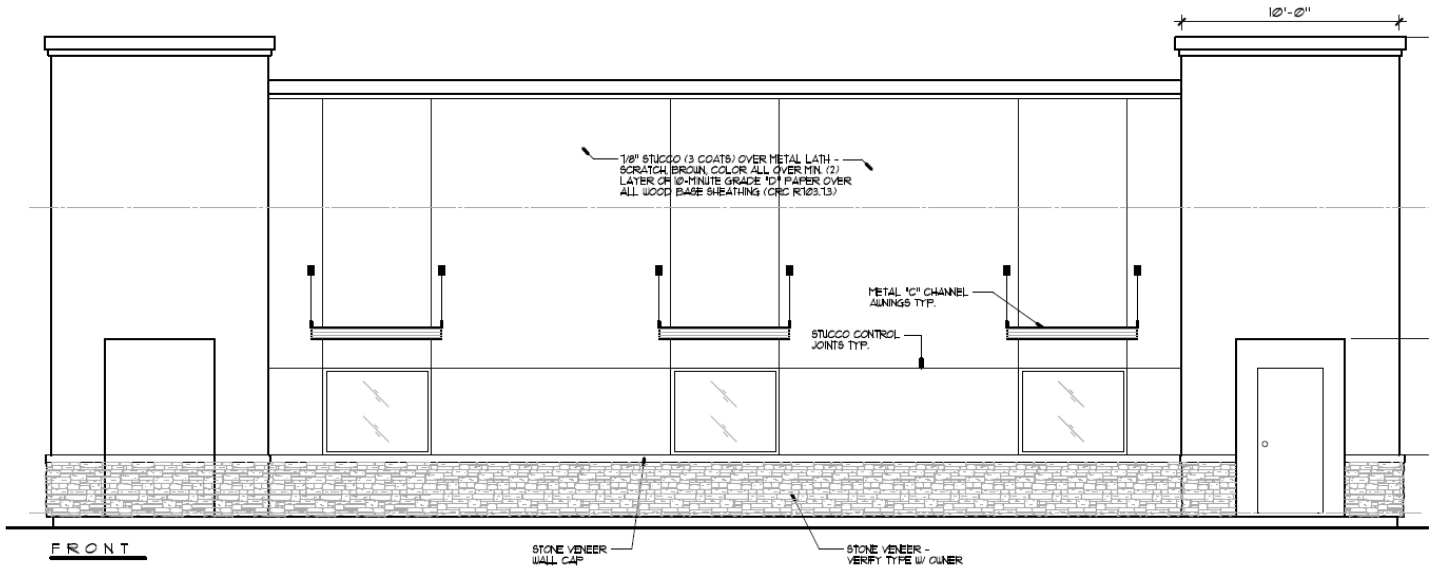 10'-0"
7/8" STUCCO (3 COATS) OVER METAL LATH -
SCRATCH, BROWN, COLOR ALL OVER MIN. (2)
LAYER OF 10-MINUTE GRADE "D" PAPER OVER
ALL WOOD BASE SHEATHING (CRC R703.7.3)
METAL "C" CHANNEL
AWNINGS TYP.
STUCCO CONTROL
JOINTS TYP.
FRONT
STONE VENEER
WALL CAP
STONE VENEER -
VERIFY TYPE W/ OWNER